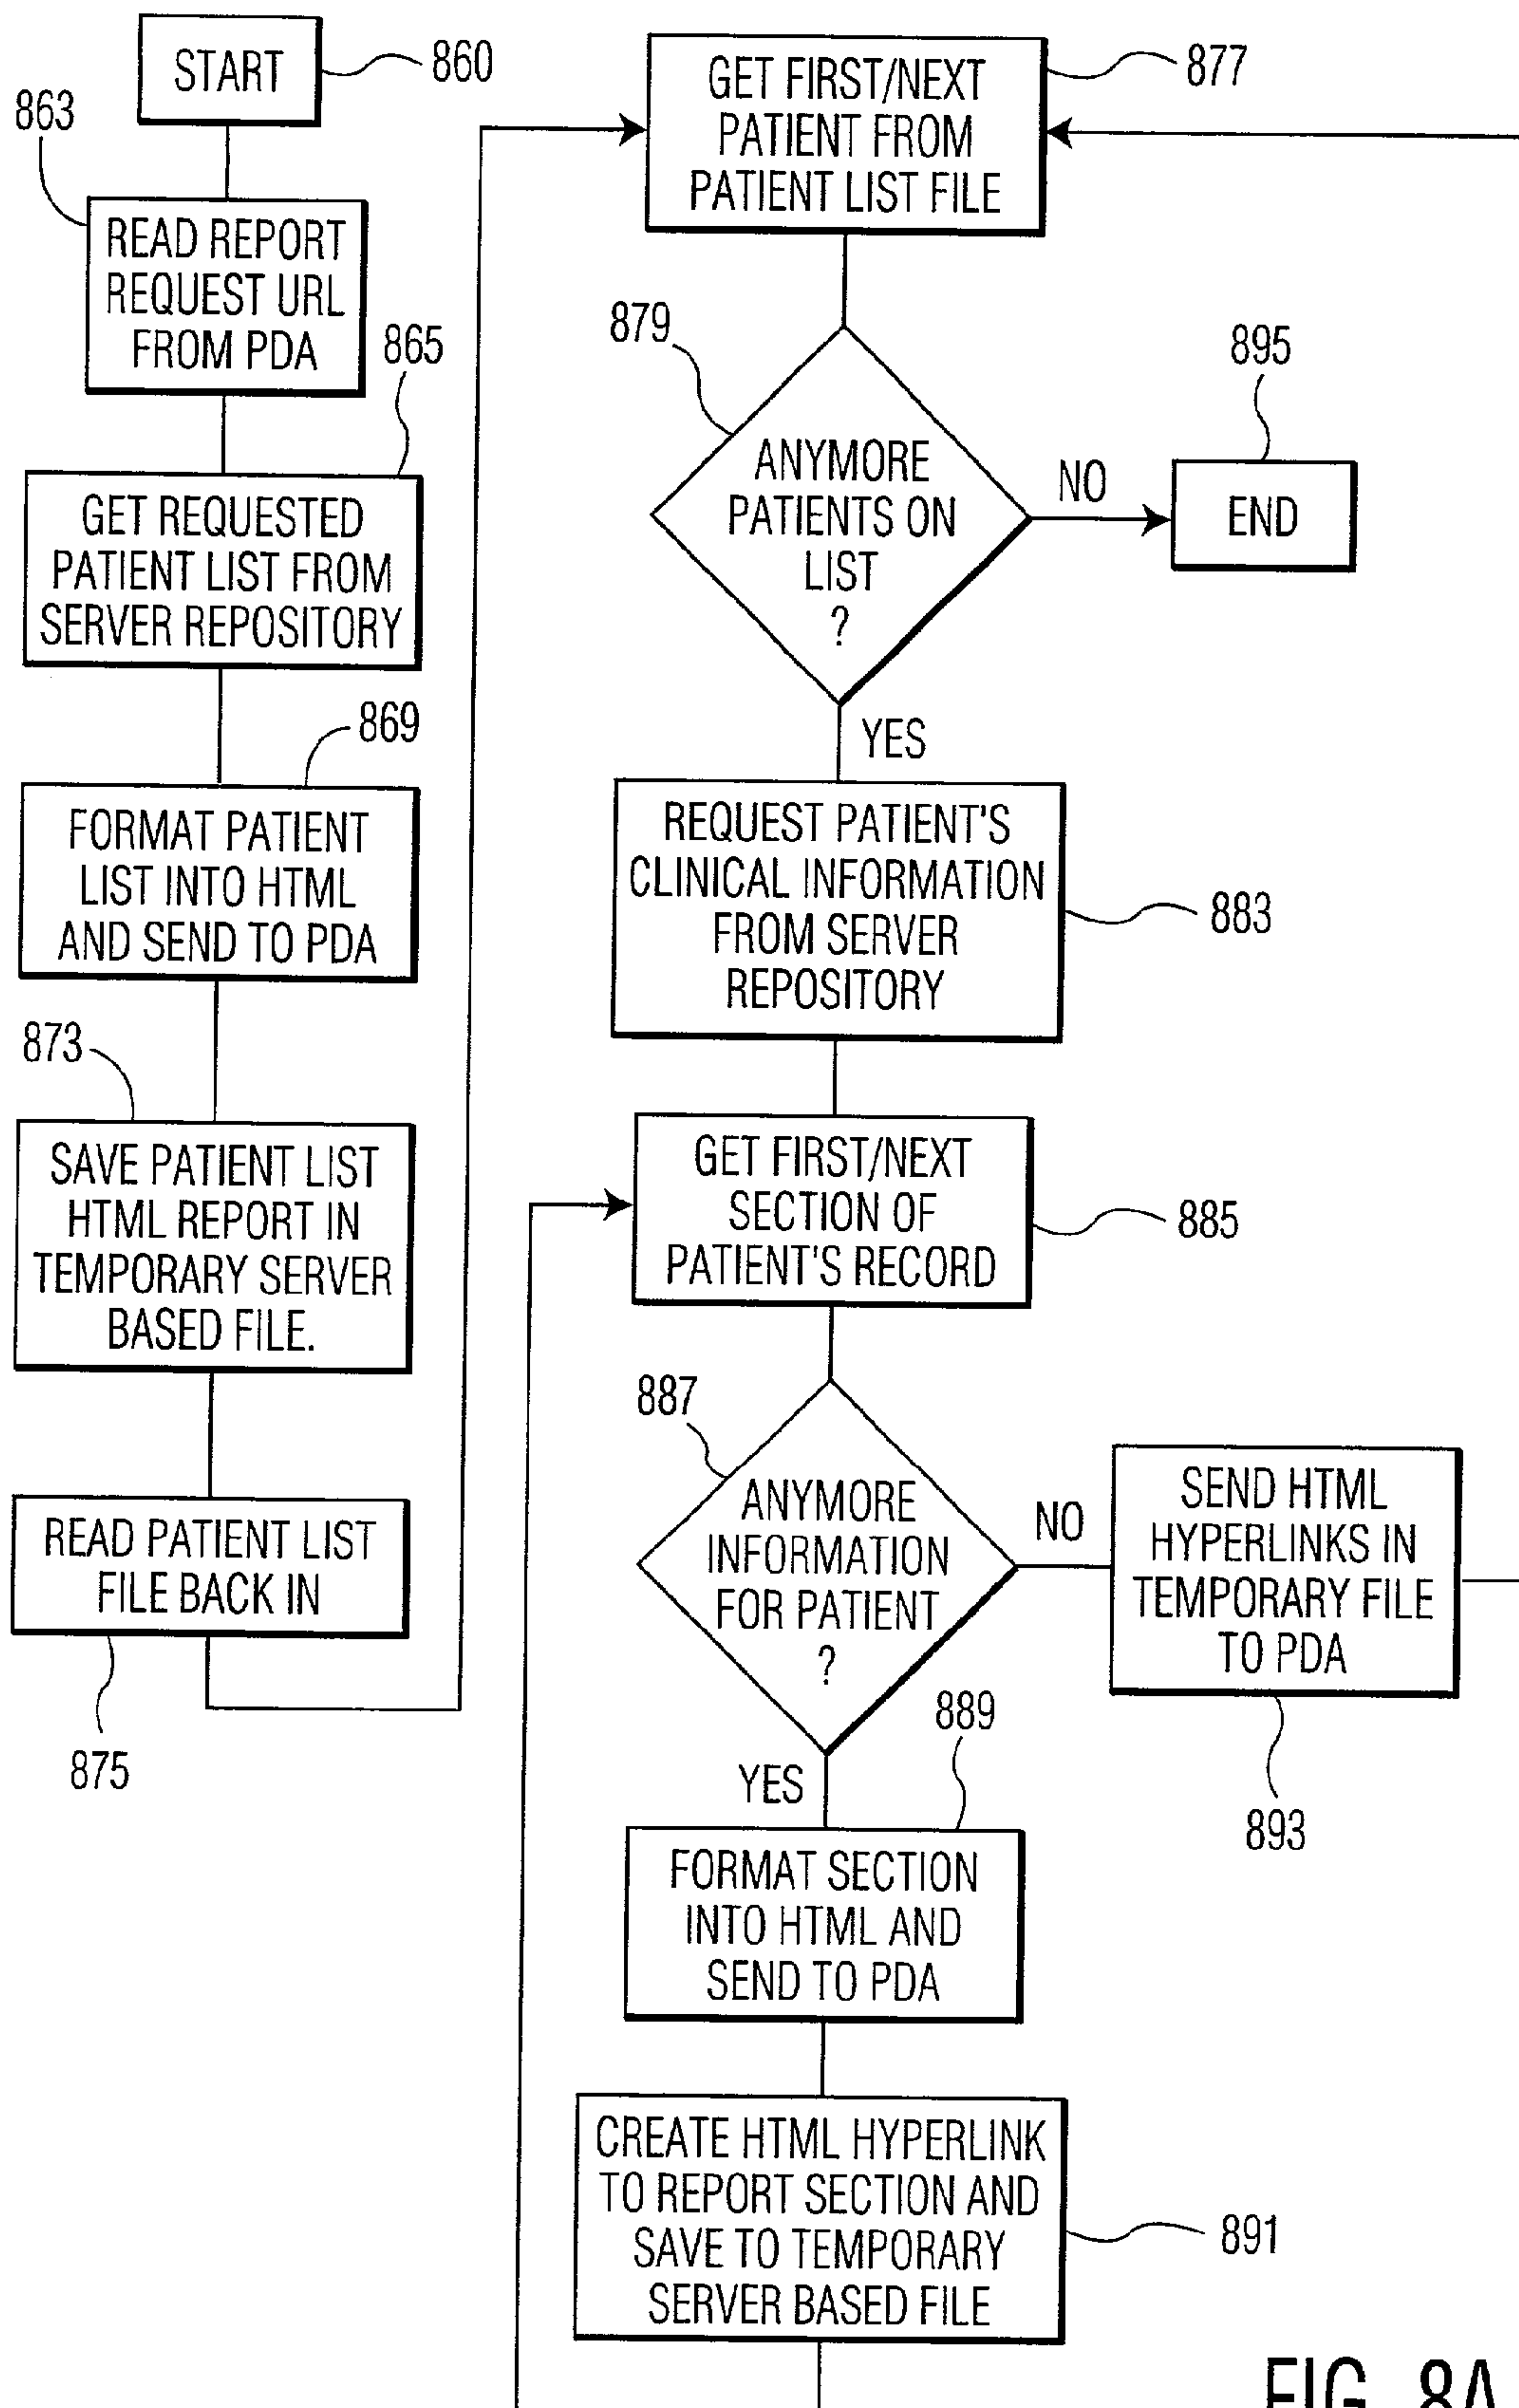 START
860
863
READ REPORT
REQUEST URL
FROM PDA
865
GET REQUESTED
PATIENT LIST FROM
SERVER REPOSITORY
869
FORMAT PATIENT
LIST INTO HTML
AND SEND TO PDA
873
SAVE PATIENT LIST
HTML REPORT IN
TEMPORARY SERVER
BASED FILE.
READ PATIENT LIST
FILE BACK IN
875
GET FIRST/NEXT
PATIENT FROM
PATIENT LIST FILE
877
879
ANYMORE
PATIENTS ON
LIST
?
NO
895
END
YES
REQUEST PATIENT'S
CLINICAL INFORMATION
FROM SERVER
REPOSITORY
883
GET FIRST/NEXT
SECTION OF
PATIENT'S RECORD
885
887
ANYMORE
INFORMATION
FOR PATIENT
?
NO
SEND HTML
HYPERLINKS IN
TEMPORARY FILE
TO PDA
893
YES
889
FORMAT SECTION
INTO HTML AND
SEND TO PDA
CREATE HTML HYPERLINK
TO REPORT SECTION AND
SAVE TO TEMPORARY
SERVER BASED FILE
891
FIG. 8A